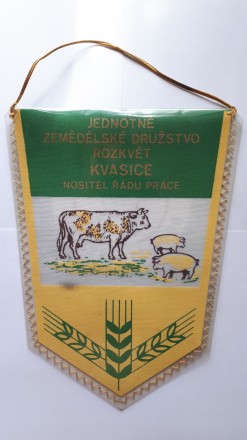 JEDNOTNÉ
ZEMĚDĚLSKÉ DRUŽSTVO
ROZKVĚT
KVASICE
NOSITEL ŘÁDU PRÁCE